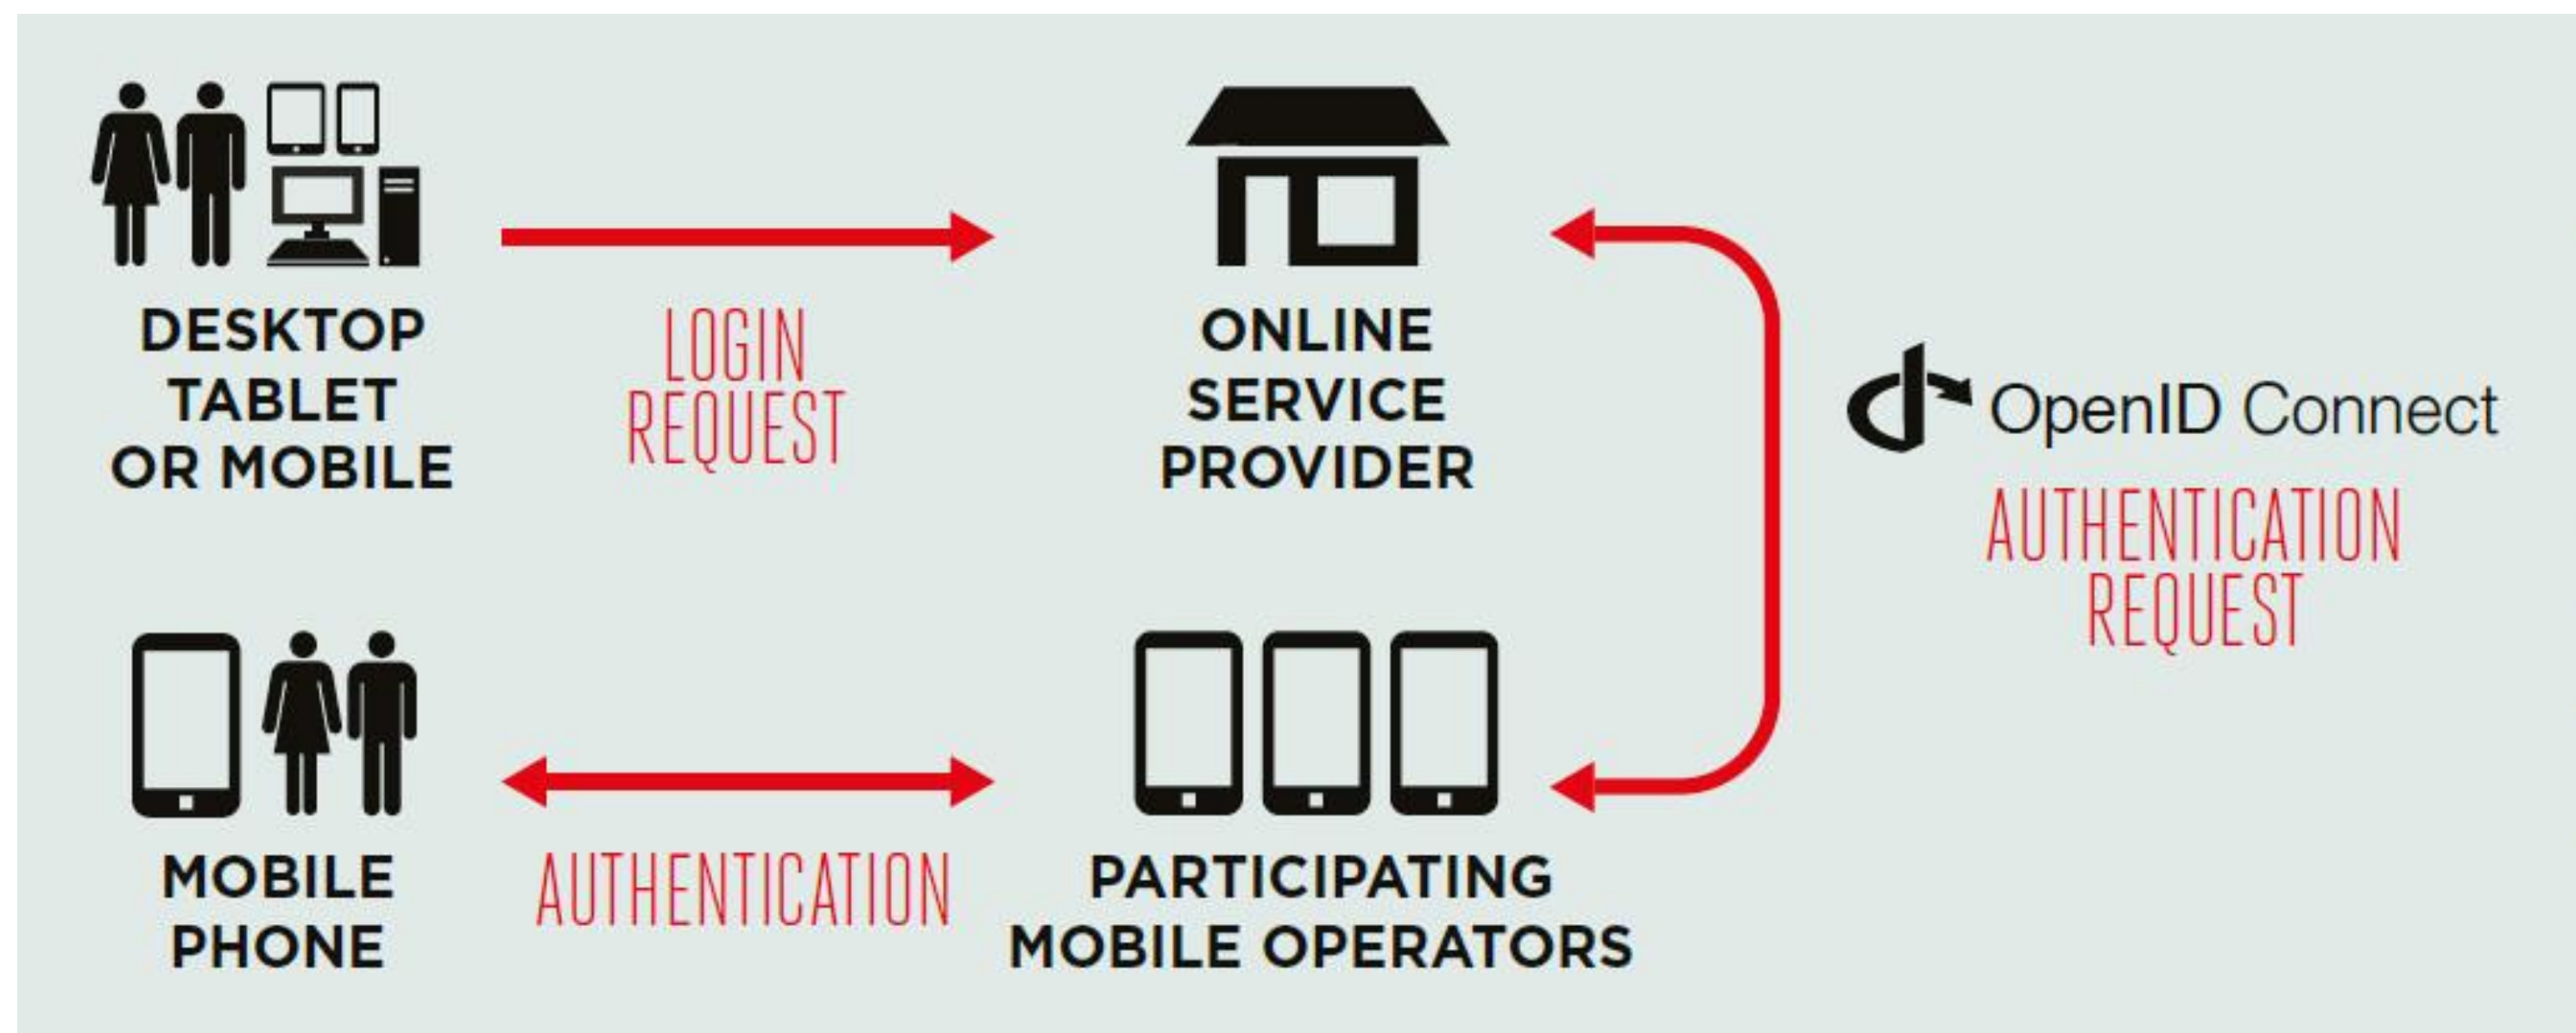 DESKTOP
TABLET
OR MOBILE
LOGIN
REQUEST
ONLINE
SERVICE
PROVIDER
OpenID Connect
AUTHENTICATION
REQUEST
MOBILE
PHONE
AUTHENTICATION
PARTICIPATING
MOBILE OPERATORS